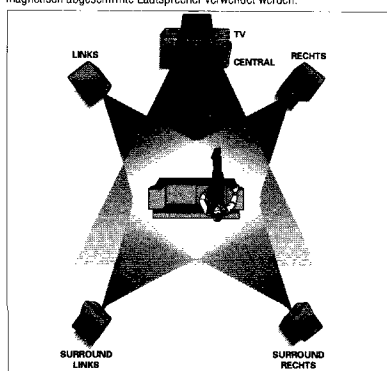 magnetisch abgeschirmte Lautsprecher verwendet werden.
TV
LINKS
CENTRAL
RECHTS
SURROUND
LINKS
SURROUND
RECHTS